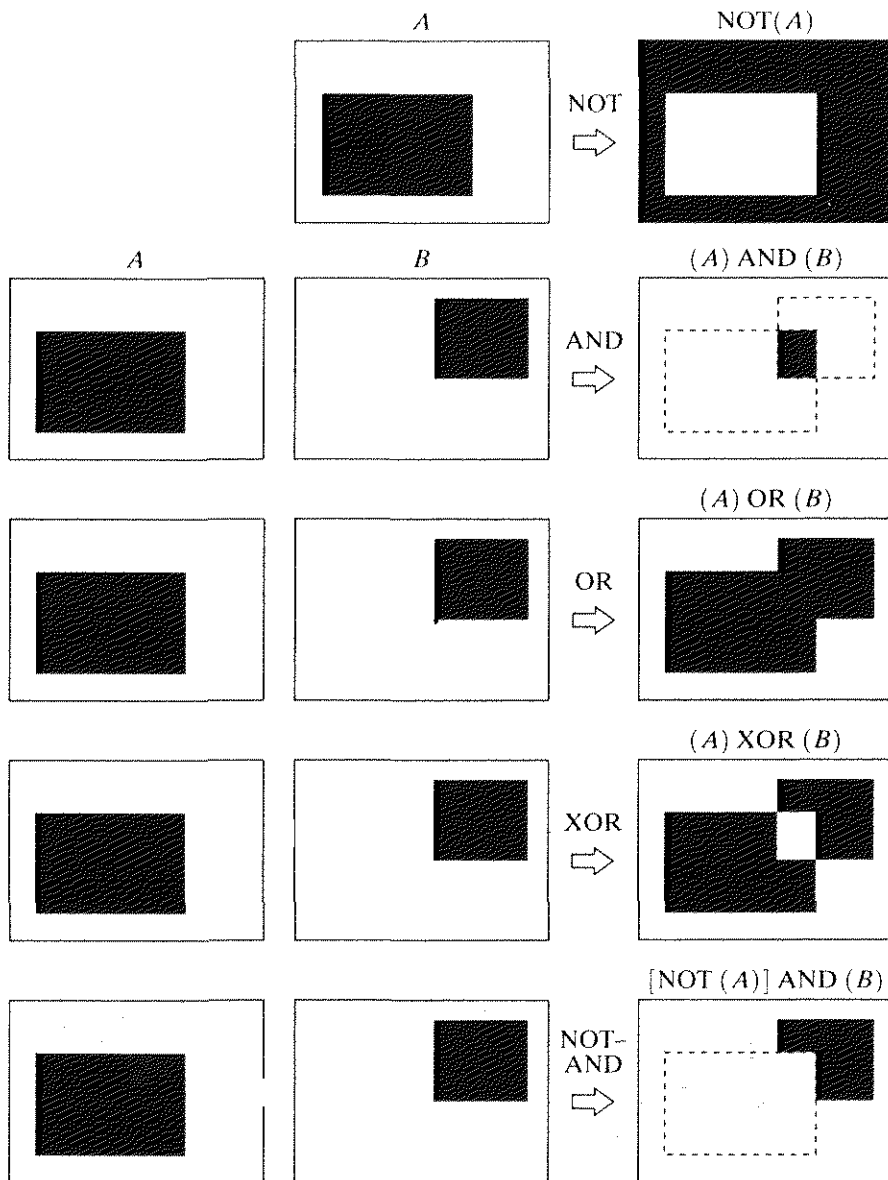 A
NOT(A)
NOT
A
B
(A) AND (B)
AND
(A) OR (B)
OR
(A) XOR (B)
XOR
[NOT (A)] AND (B)
NOT-
AND